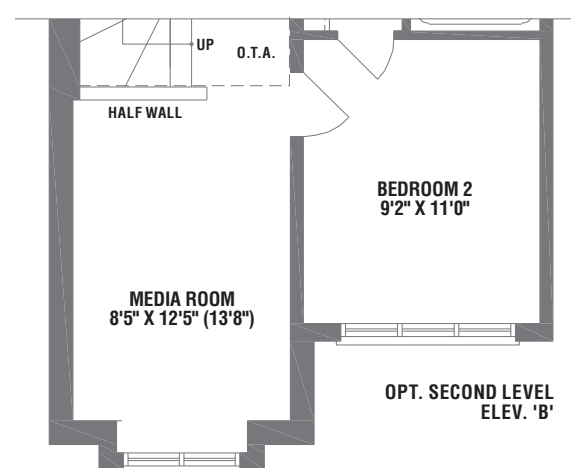 UP
O.T.A.
HALF WALL
BEDROOM 2
9'2" X 11'0"
MEDIA ROOM
8'5" X 12'5" (13'8")
OPT. SECOND LEVEL
ELEV. 'B'